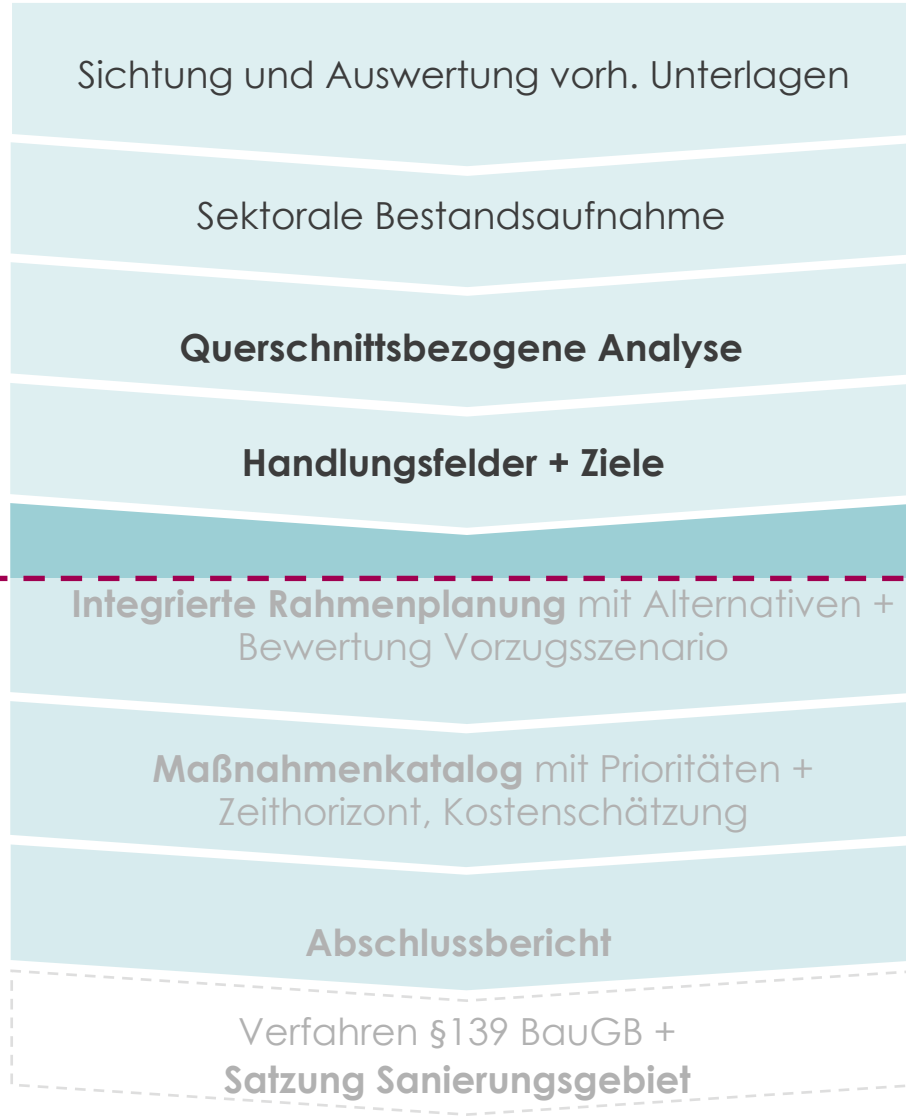 Sichtung und Auswertung vorh. Unterlagen
Sektorale Bestandsaufnahme
Querschnittsbezogene Analyse
Handlungsfelder + Ziele
Integrierte Rahmenplanung mit Alternativen +
Bewertung Vorzugsszenario
Maßnahmenkatalog mit Prioritäten +
Zeithorizont, Kostenschätzung
Abschlussbericht
Verfahren §139 BauGB +
Satzung Sanierungsgebiet